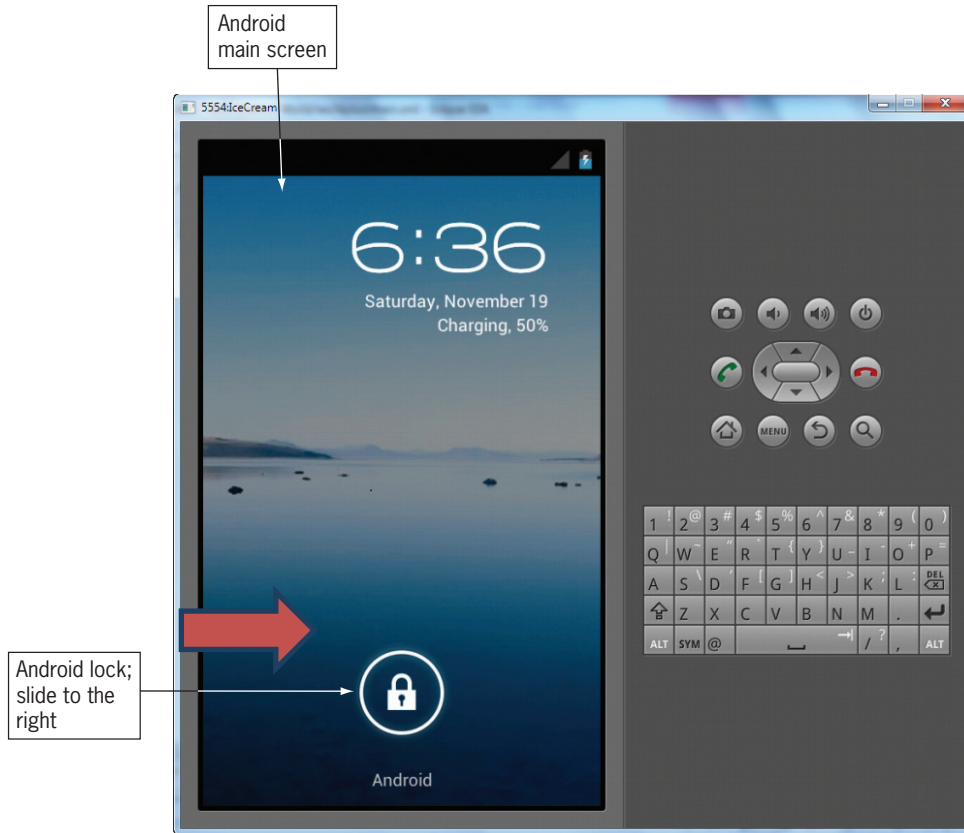 Android
main screen
5554:IceCream
6:36
Saturday, November 19
Charging, 50%
MENU
1 ! 2 @ 3 # 4 $ 5 % 6 ^ 7 & 8 * 9 ( 0 )
Q | W ~ E " R ` T { Y } U _ I - O + P =
A S \ D ' F [ G ] H < J > K ; L : DEL
Z X C V B N M .
ALT SYM @ / ? , ALT
Android lock;
slide to the
right
Android